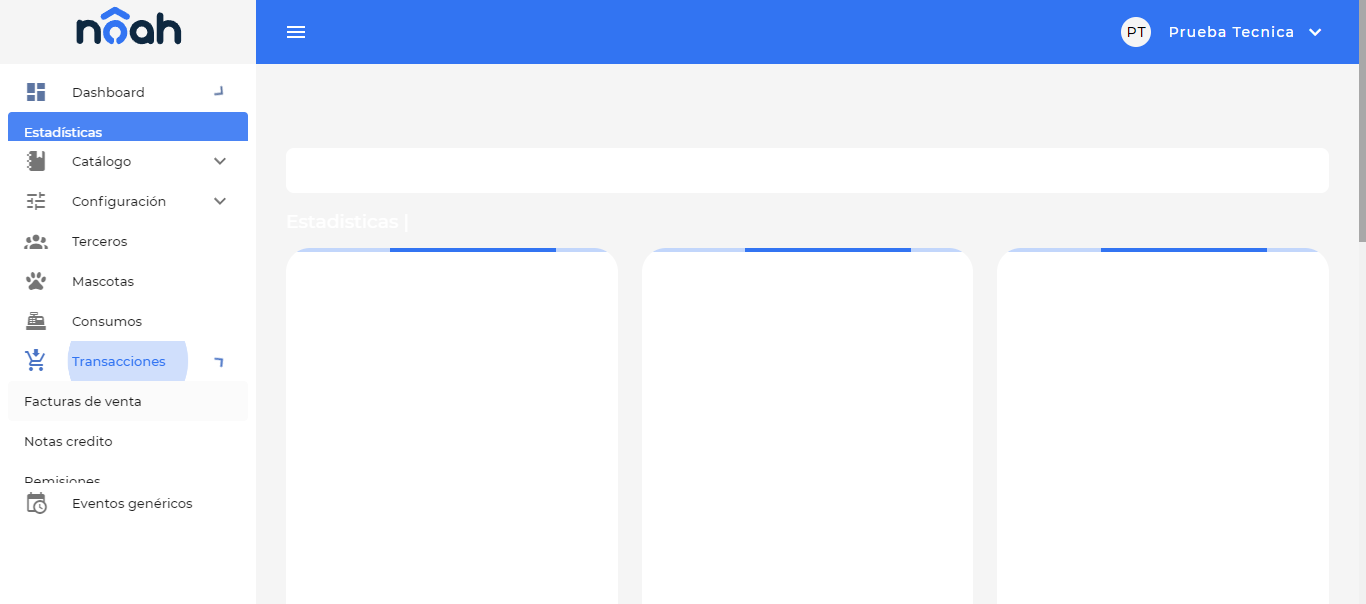 nôah
PT Prueba Tecnica
Dashboard
Estadísticas
Catálogo
Configuración
Terceros
Mascotas
Consumos
Transacciones
Facturas de venta
Notas credito
Remisiones
Eventos genéricos
Estadisticas |